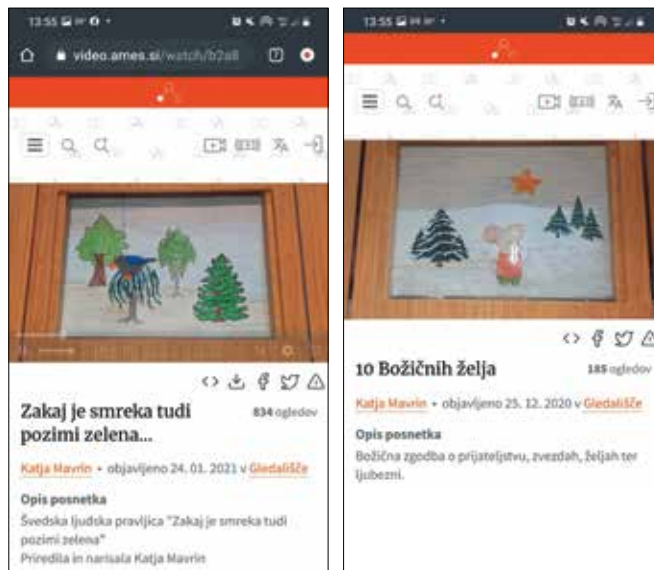 13:55
video.arnes.si/watch/b2a8
Zakaj je smreka tudi
pozimi zelena...
834 ogledov
Katja Mavrin • objavljeno 24. 01. 2021 v Gledališče
Opis posnetka
Švedska ljudska pravljica "Zakaj je smreka tudi
pozimi zelena"
Priredila in narisala Katja Mavrin
13:55
10 Božičnih želja
185 ogledov
Katja Mavrin • objavljeno 25. 12. 2020 v Gledališče
Opis posnetka
Božična zgodba o prijateljstvu, zvezdah, željah ter
ljubezni.